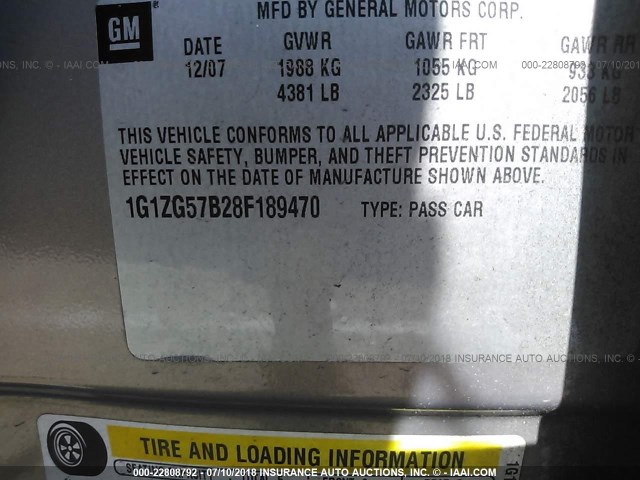 GM
MFD BY GENERAL MOTORS CORP.
DATE GVWR GAWR FRT GAWR RR
12/07 1988 KG 1055 KG 933 KG
4381 LB 2325 LB 2056 LB
THIS VEHICLE CONFORMS TO ALL APPLICABLE U.S. FEDERAL MOTOR
VEHICLE SAFETY, BUMPER, AND THEFT PREVENTION STANDARDS IN
EFFECT ON THE DATE OF MANUFACTURE SHOWN ABOVE.
1G1ZG57B28F189470 TYPE: PASS CAR
TIRE AND LOADING INFORMATION
000-22808792 - 07/10/2018 INSURANCE AUTO AUCTIONS, INC. - IAAI.COM